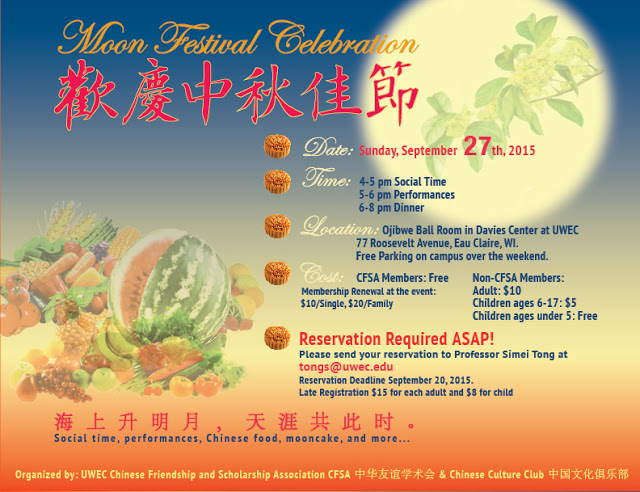 Moon Festival Celebration
歡慶中秋佳節
Date: Sunday, September 27th, 2015
Time: 4-5 pm Social Time
5-6 pm Performances
6-8 pm Dinner
Location: Ojibwe Ball Room in Davies Center at UWEC
77 Roosevelt Avenue, Eau Claire, WI.
Free Parking on campus over the weekend.
Cost: CFSA Members: Free
Membership Renewal at the event:
$10/Single, $20/Family
Non-CFSA Members:
Adult: $10
Children ages 6-17: $5
Children ages under 5: Free
Reservation Required ASAP!
Please send your reservation to Professor Simei Tong at
tongs@uwec.edu
Reservation Deadline September 20, 2015.
Late Registration $15 for each adult and $8 for child
海上升明月，天涯共此时。
Social time, performances, Chinese food, mooncake, and more...
Organized by: UWEC Chinese Friendship and Scholarship Association CFSA 中华友谊学术会 & Chinese Culture Club 中国文化俱乐部